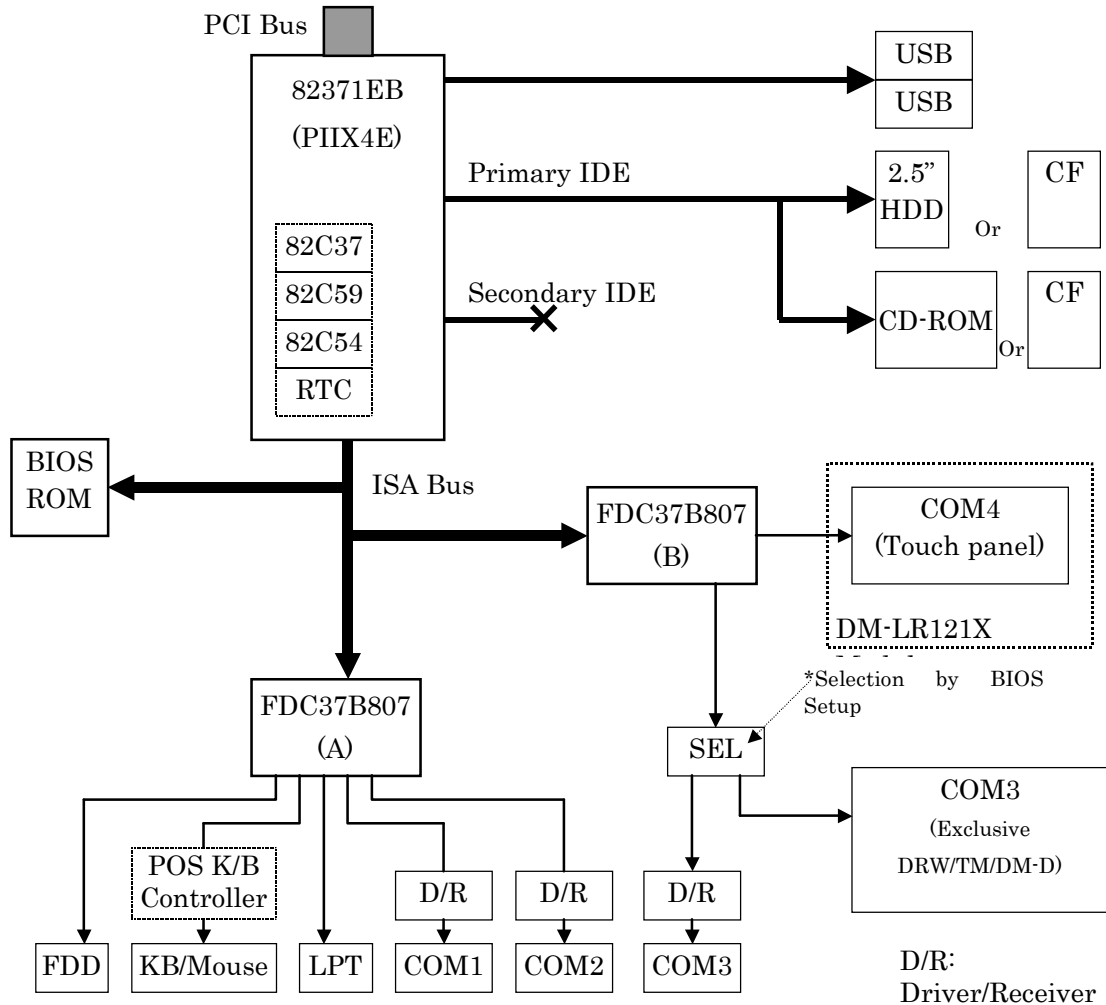 PCI Bus
82371EB
(PIIX4E)
USB
USB
Primary IDE
2.5”
HDD
Or
CF
82C37
82C59
82C54
RTC
Secondary IDE
CD-ROM
Or
CF
BIOS
ROM
ISA Bus
FDC37B807
(B)
COM4
(Touch panel)
DM-LR121X
*Selection by BIOS
Setup
FDC37B807
(A)
SEL
COM3
(Exclusive
DRW/TM/DM-D)
POS K/B
Controller
D/R
D/R
D/R
FDD
KB/Mouse
LPT
COM1
COM2
COM3
D/R:
Driver/Receiver